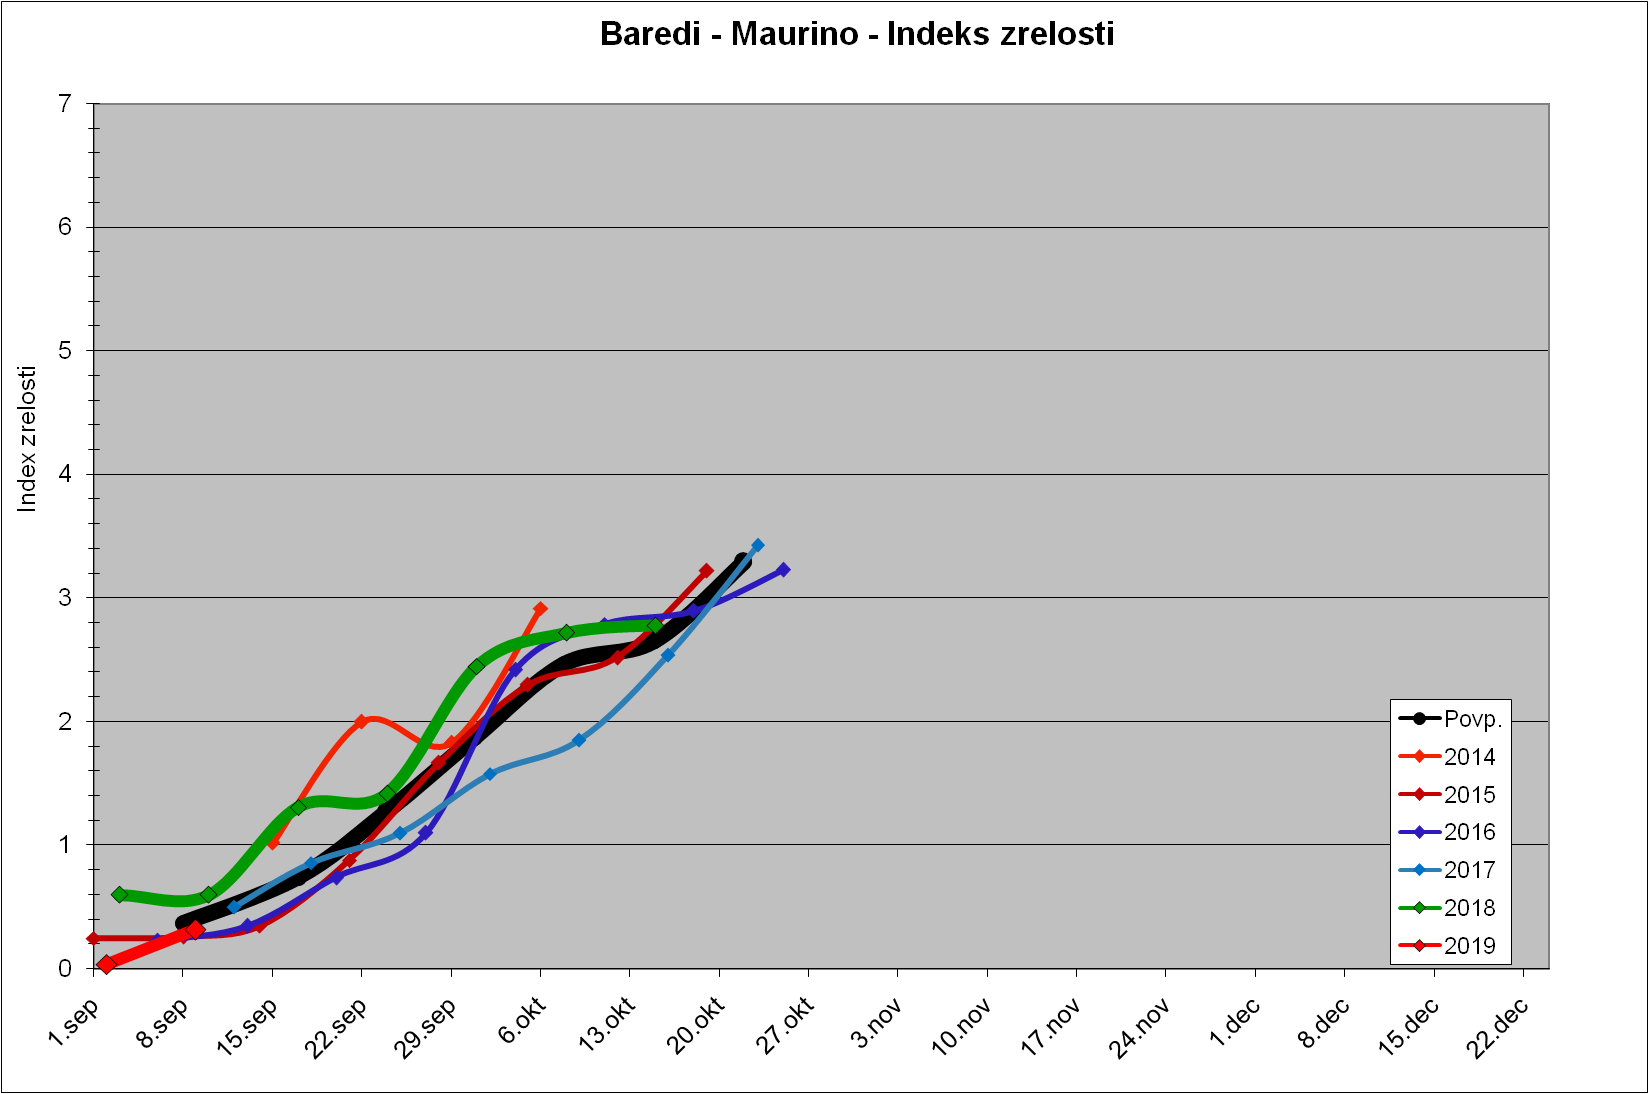 Baredi - Maurino - Indeks zrelosti
Index zrelosti
7
6
5
4
3
2
1
0
1.sep
8.sep
15.sep
22.sep
29.sep
6.okt
13.okt
20.okt
27.okt
3.nov
10.nov
17.nov
24.nov
1.dec
8.dec
15.dec
22.dec
Povp.
2014
2015
2016
2017
2018
2019